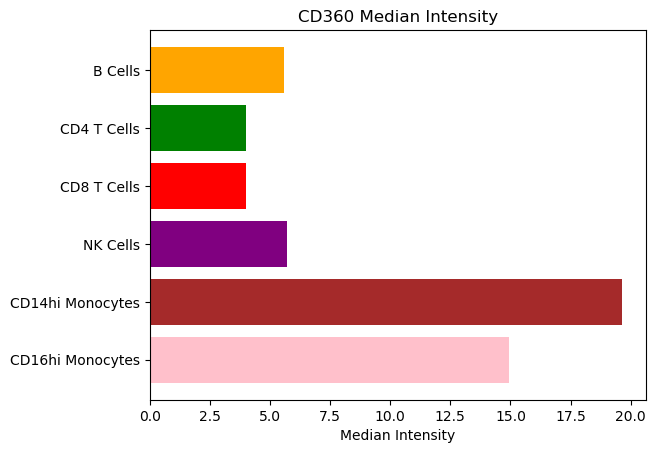 CD360 Median Intensity
B Cells
CD4 T Cells
CD8 T Cells
NK Cells
CD14hi Monocytes
CD16hi Monocytes
0.0 2.5 5.0 7.5 10.0 12.5 15.0 17.5 20.0
Median Intensity